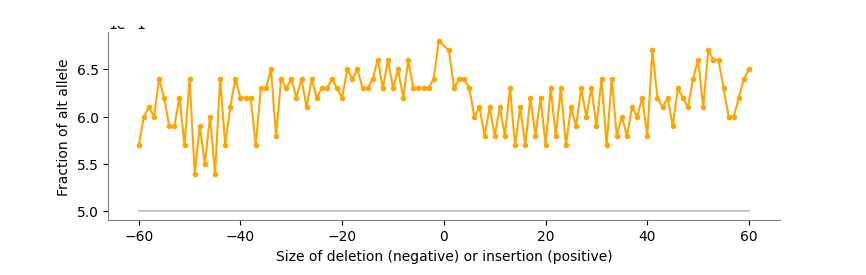 Fraction of alt allele
6.5
6.0
5.5
5.0
−60 −40 −20 0 20 40 60
Size of deletion (negative) or insertion (positive)